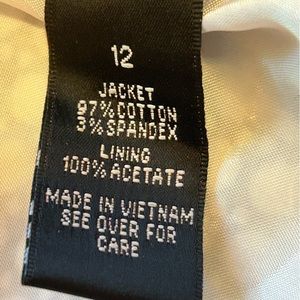 12
JACKET
97% COTTON
3% SPANDEX
LINING
100% ACETATE
MADE IN VIETNAM
SEE OVER FOR
CARE